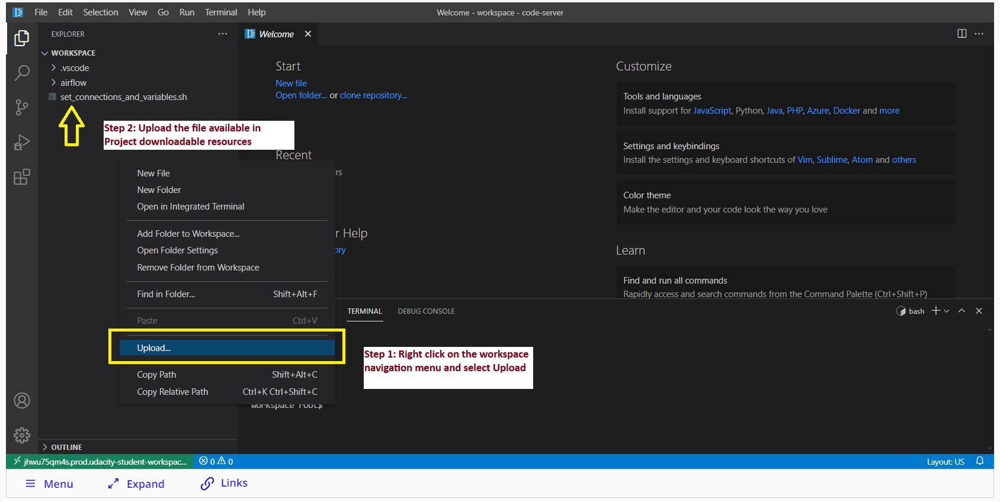 File Edit Selection View Go Run Terminal Help
Welcome - workspace - code-server
EXPLORER
Welcome
WORKSPACE
.vscode
airflow
set_connections_and_variables.sh
Step 2: Upload the file available in
Project downloadable resources
Start
New file
Open folder... or clone repository...
Recent
rs
r Help
ory
Customize
Tools and languages
Install support for JavaScript, Python, Java, PHP, Azure, Docker and more
Settings and keybindings
Install the settings and keyboard shortcuts of Vim, Sublime, Atom and others
Color theme
Make the editor and your code look the way you love
Learn
Find and run all commands
Rapidly access and search commands from the Command Palette (Ctrl+Shift+P)
New File
New Folder
Open in Integrated Terminal
Add Folder to Workspace...
Open Folder Settings
Remove Folder from Workspace
Find in Folder... Shift+Alt+F
Paste Ctrl+V
Upload...
Copy Path Shift+Alt+C
Copy Relative Path Ctrl+K Ctrl+Shift+C
TERMINAL DEBUG CONSOLE
bash
Step 1: Right click on the workspace
navigation menu and select Upload
workspace root$
OUTLINE
jhwu75qm4s.prod.udacity-student-workspac... 0 0
Layout: US
Menu Expand Links